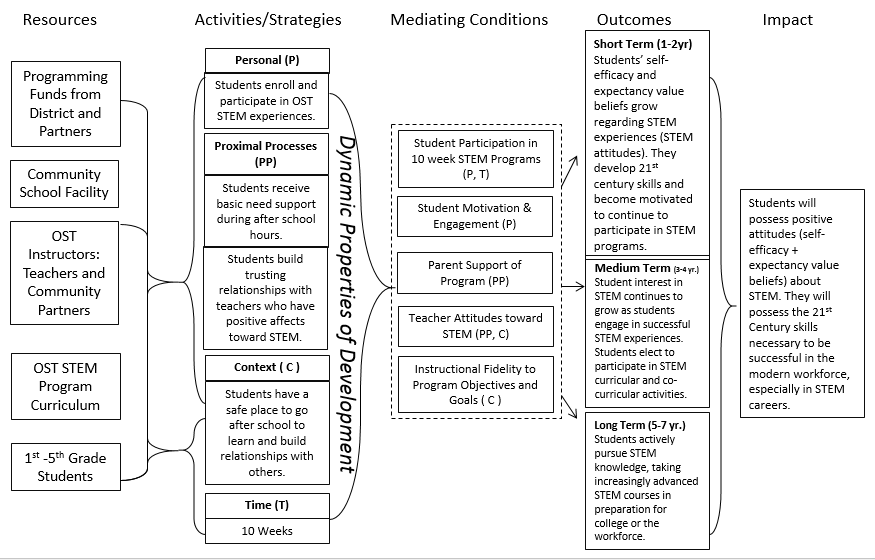 Resources
Activities/Strategies
Mediating Conditions
Outcomes
Impact
Programming
Funds from
District and
Partners
Community
School Facility
OST
Instructors:
Teachers and
Community
Partners
OST STEM
Program
Curriculum
1st -5th Grade
Students
Personal (P)
Students enroll and
participate in OST
STEM experiences.
Proximal Processes
(PP)
Students receive
basic need support
during after school
hours.
Students build
trusting
relationships with
teachers who have
positive affects
toward STEM.
Context ( C )
Students have a
safe place to go
after school to
learn and build
relationships with
others.
Time (T)
10 Weeks
Dynamic Properties of Development
Student Participation in
10 week STEM Programs
(P, T)
Student Motivation &
Engagement (P)
Parent Support of
Program (PP)
Teacher Attitudes toward
STEM (PP, C)
Instructional Fidelity to
Program Objectives and
Goals ( C )
Short Term (1-2yr)
Students’ self-
efficacy and
expectancy value
beliefs grow
regarding STEM
experiences (STEM
attitudes). They
develop 21st
century skills and
become motivated
to continue to
participate in STEM
programs.
Medium Term (3-4 yr.)
Student interest in
STEM continues to
grow as students
engage in successful
STEM experiences.
Students elect to
participate in STEM
curricular and co-
curricular activities.
Long Term (5-7 yr.)
Students actively
pursue STEM
knowledge, taking
increasingly advanced
STEM courses in
preparation for
college or the
workforce.
Students will
possess positive
attitudes (self-
efficacy +
expectancy value
beliefs) about
STEM. They will
possess the 21st
Century skills
necessary to be
successful in the
modern workforce,
especially in STEM
careers.